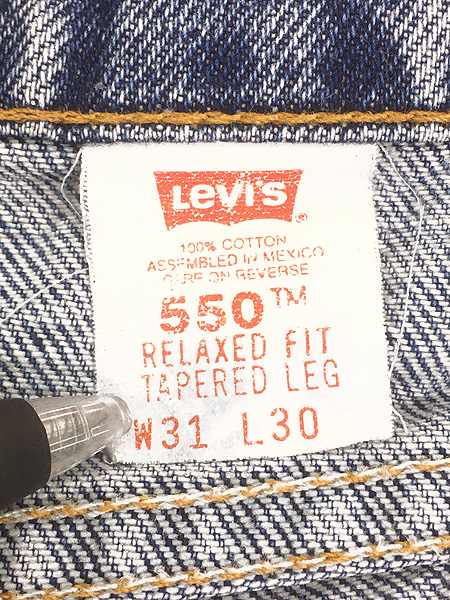 Levi's®
100% COTTON
ASSEMBLED IN MEXICO
CARE ON REVERSE
550™
RELAXED FIT
TAPERED LEG
W31 L30